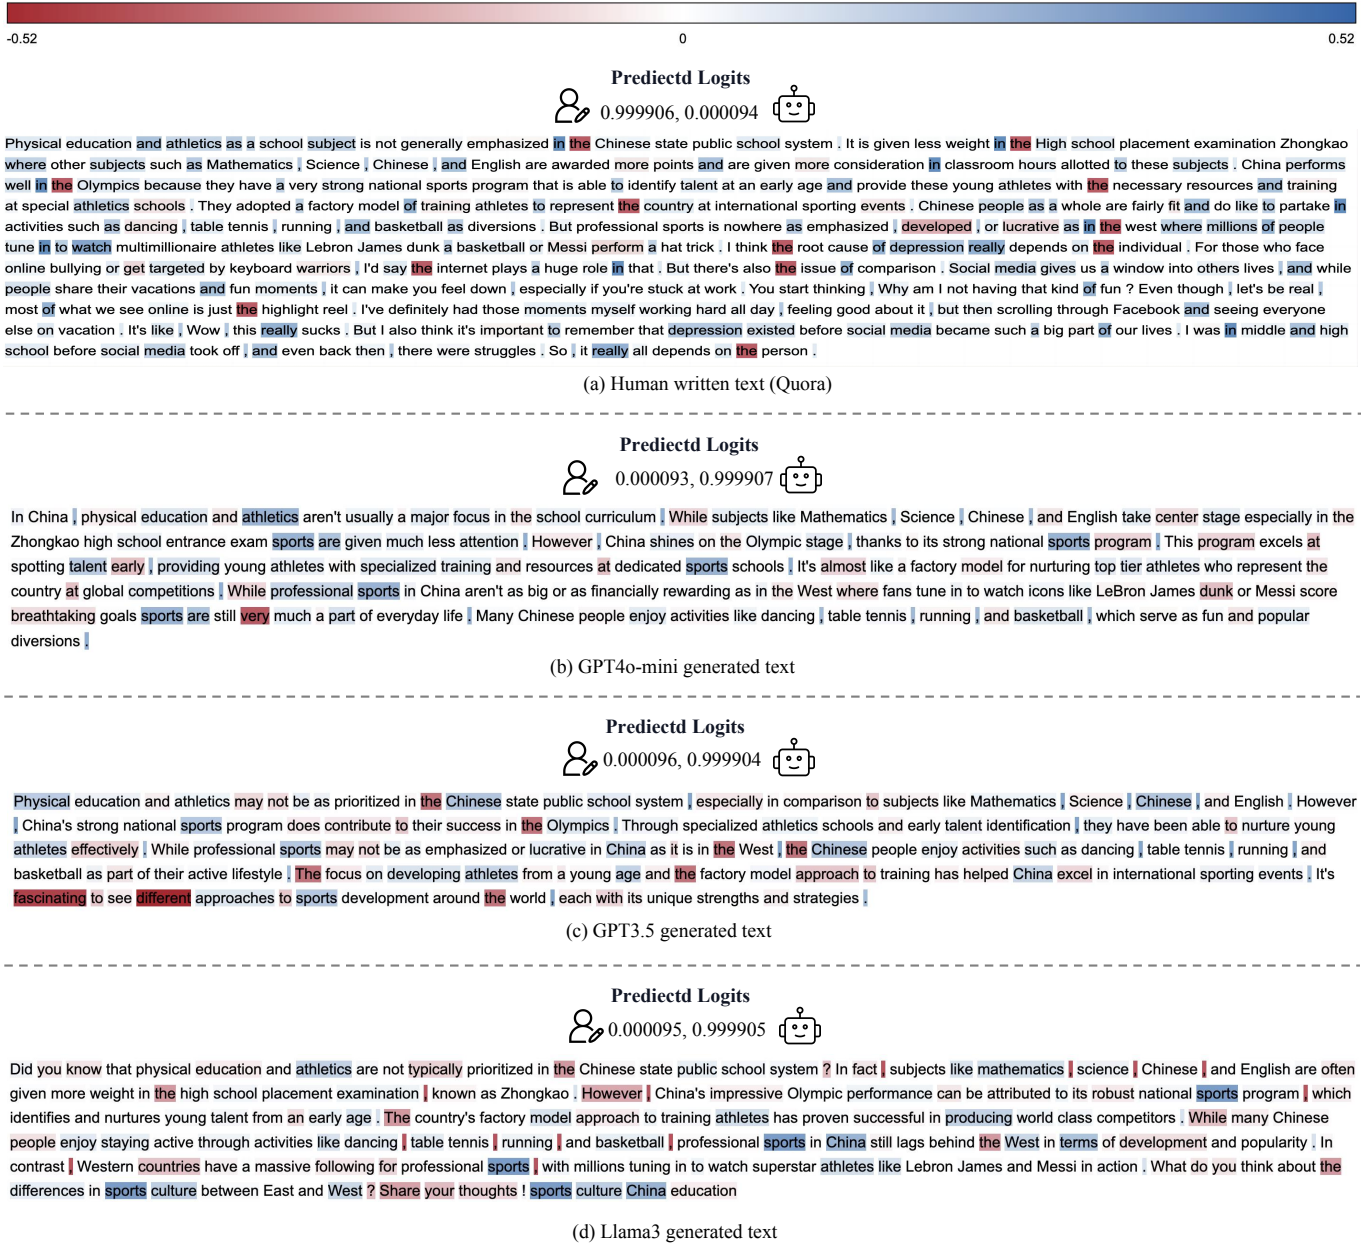 -0.52 0 0.52
Prediectd Logits
0.999906, 0.000094
Physical education and athletics as a school subject is not generally emphasized in the Chinese state public school system . It is given less weight in the High school placement examination Zhongkao
where other subjects such as Mathematics , Science , Chinese , and English are awarded more points and are given more consideration in classroom hours allotted to these subjects . China performs
well in the Olympics because they have a very strong national sports program that is able to identify talent at an early age and provide these young athletes with the necessary resources and training
at special athletics schools . They adopted a factory model of training athletes to represent the country at international sporting events . Chinese people as a whole are fairly fit and do like to partake in
activities such as dancing , table tennis , running , and basketball as diversions . But professional sports is nowhere as emphasized , developed , or lucrative as in the west where millions of people
tune in to watch multimillionaire athletes like Lebron James dunk a basketball or Messi perform a hat trick . I think the root cause of depression really depends on the individual . For those who face
online bullying or get targeted by keyboard warriors , I'd say the internet plays a huge role in that . But there's also the issue of comparison . Social media gives us a window into others lives , and while
people share their vacations and fun moments , it can make you feel down , especially if you're stuck at work . You start thinking , Why am I not having that kind of fun ? Even though , let's be real ,
most of what we see online is just the highlight reel . I've definitely had those moments myself working hard all day , feeling good about it , but then scrolling through Facebook and seeing everyone
else on vacation . It's like , Wow , this really sucks . But I also think it's important to remember that depression existed before social media became such a big part of our lives . I was in middle and high
school before social media took off , and even back then , there were struggles . So , it really all depends on the person .
(a) Human written text (Quora)
Prediectd Logits
0.000093, 0.999907
In China , physical education and athletics aren't usually a major focus in the school curriculum . While subjects like Mathematics , Science , Chinese , and English take center stage especially in the
Zhongkao high school entrance exam sports are given much less attention . However , China shines on the Olympic stage , thanks to its strong national sports program . This program excels at
spotting talent early , providing young athletes with specialized training and resources at dedicated sports schools . It's almost like a factory model for nurturing top tier athletes who represent the
country at global competitions . While professional sports in China aren't as big or as financially rewarding as in the West where fans tune in to watch icons like LeBron James dunk or Messi score
breathtaking goals sports are still very much a part of everyday life . Many Chinese people enjoy activities like dancing , table tennis , running , and basketball , which serve as fun and popular
diversions .
(b) GPT4o-mini generated text
Prediectd Logits
0.000096, 0.999904
Physical education and athletics may not be as prioritized in the Chinese state public school system , especially in comparison to subjects like Mathematics , Science , Chinese , and English . However
, China's strong national sports program does contribute to their success in the Olympics . Through specialized athletics schools and early talent identification , they have been able to nurture young
athletes effectively . While professional sports may not be as emphasized or lucrative in China as it is in the West , the Chinese people enjoy activities such as dancing , table tennis , running , and
basketball as part of their active lifestyle . The focus on developing athletes from a young age and the factory model approach to training has helped China excel in international sporting events . It's
fascinating to see different approaches to sports development around the world , each with its unique strengths and strategies .
(c) GPT3.5 generated text
Prediectd Logits
0.000095, 0.999905
Did you know that physical education and athletics are not typically prioritized in the Chinese state public school system ? In fact , subjects like mathematics , science , Chinese , and English are often
given more weight in the high school placement examination , known as Zhongkao . However , China's impressive Olympic performance can be attributed to its robust national sports program , which
identifies and nurtures young talent from an early age . The country's factory model approach to training athletes has proven successful in producing world class competitors . While many Chinese
people enjoy staying active through activities like dancing , table tennis , running , and basketball , professional sports in China still lags behind the West in terms of development and popularity . In
contrast , Western countries have a massive following for professional sports , with millions tuning in to watch superstar athletes like Lebron James and Messi in action . What do you think about the
differences in sports culture between East and West ? Share your thoughts ! sports culture China education
(d) Llama3 generated text